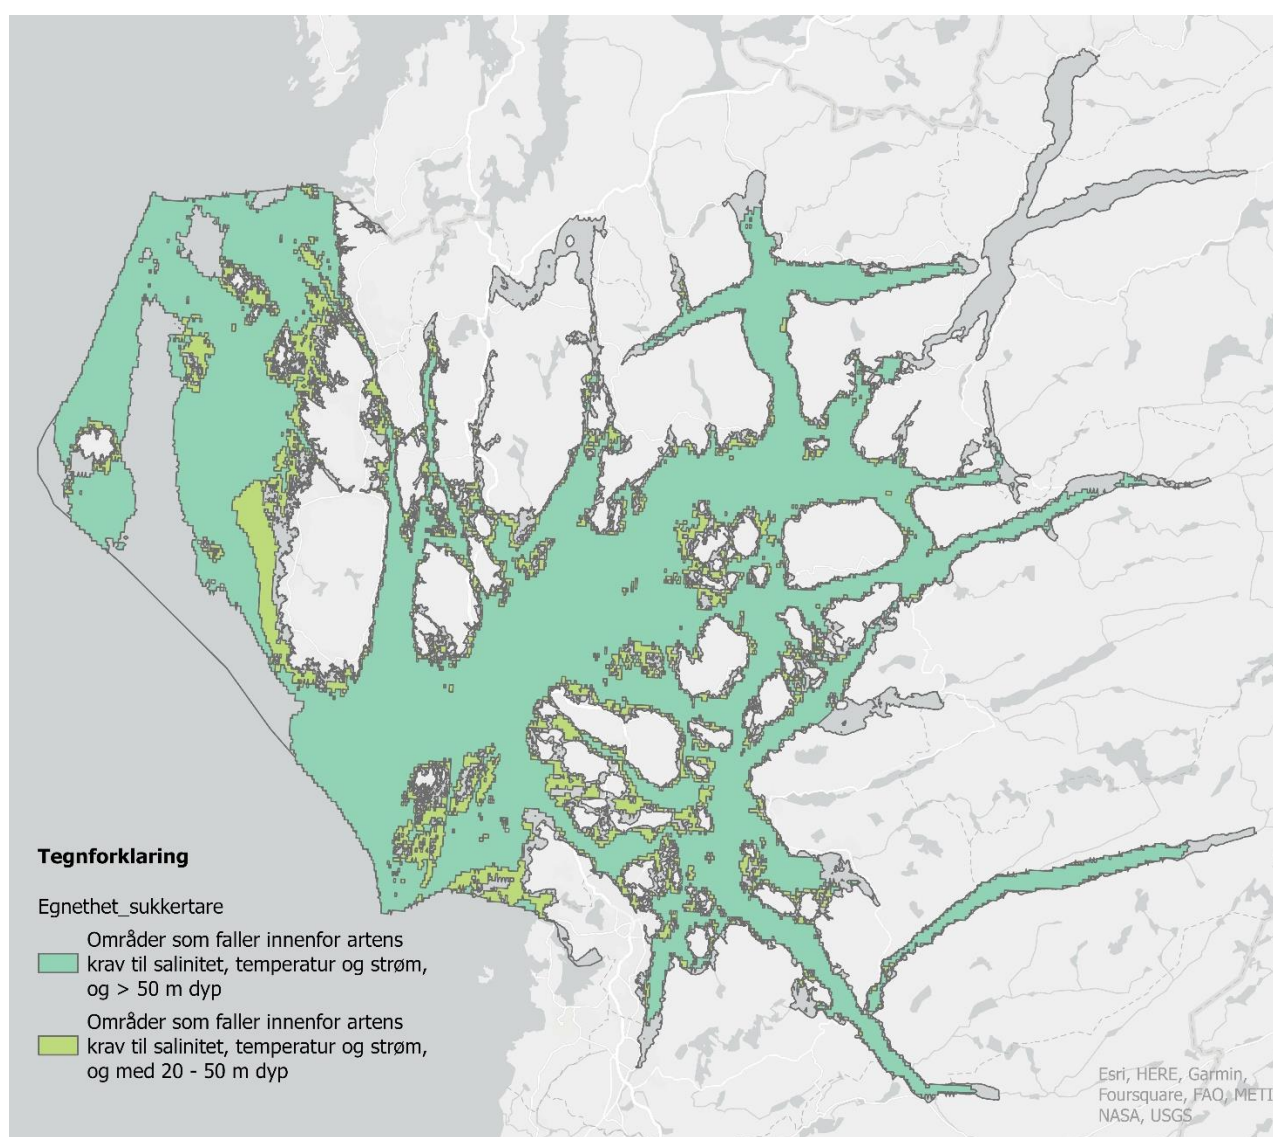 Tegnforklaring
Egnethet_sukkertare
Områder som faller innenfor artens
krav til salinitet, temperatur og strøm,
og > 50 m dyp
Områder som faller innenfor artens
krav til salinitet, temperatur og strøm,
og med 20 - 50 m dyp
Esri, HERE, Garmin,
Foursquare, FAO, METI
NASA, USGS